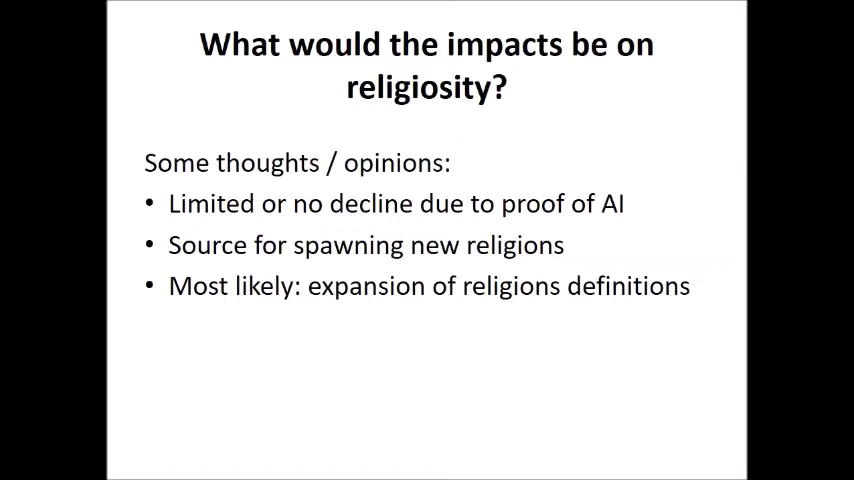 What would the impacts be on
religiosity?
Some thoughts / opinions:
• Limited or no decline due to proof of AI
• Source for spawning new religions
• Most likely: expansion of religions definitions